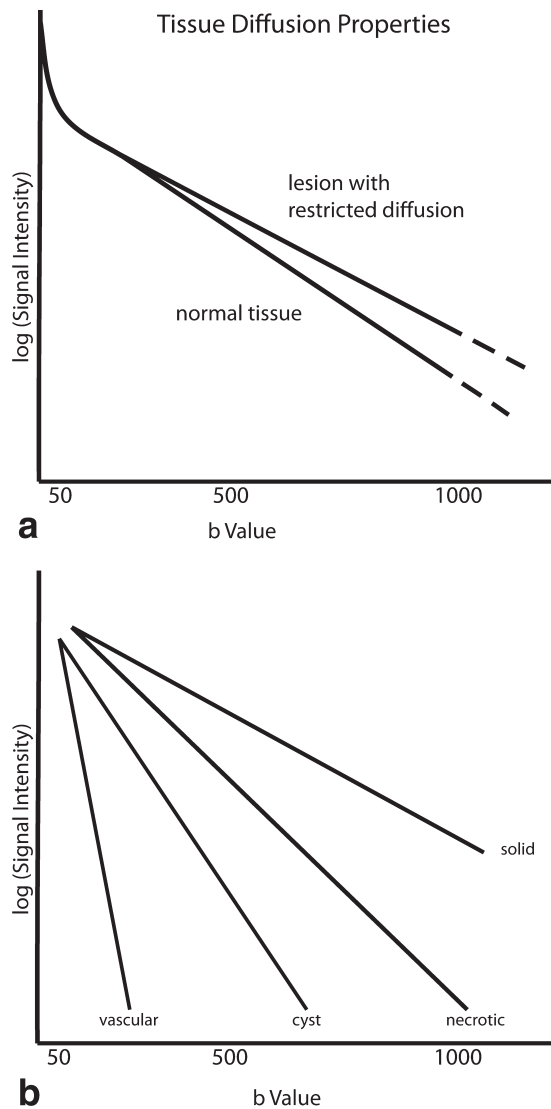 Tissue Diffusion Properties
log (Signal Intensity)
lesion with
restricted diffusion
normal tissue
50 500 1000
a
b Value
log (Signal Intensity)
solid
vascular cyst necrotic
50 500 1000
b
b Value